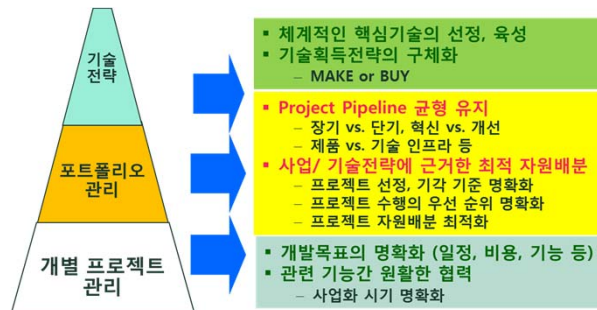 기술
전략
포트폴리오
관리
개별 프로젝트
관리
▪ 체계적인 핵심기술의 선정, 육성
▪ 기술획득전략의 구체화
– MAKE or BUY
▪ Project Pipeline 균형 유지
– 장기 vs. 단기, 혁신 vs. 개선
– 제품 vs. 기술 인프라 등
▪ 사업/ 기술전략에 근거한 최적 자원배분
– 프로젝트 선정, 기각 기준 명확화
– 프로젝트 수행의 우선 순위 명확화
– 프로젝트 자원배분 최적화
▪ 개발목표의 명확화 (일정, 비용, 기능 등)
▪ 관련 기능간 원활한 협력
– 사업화 시기 명확화